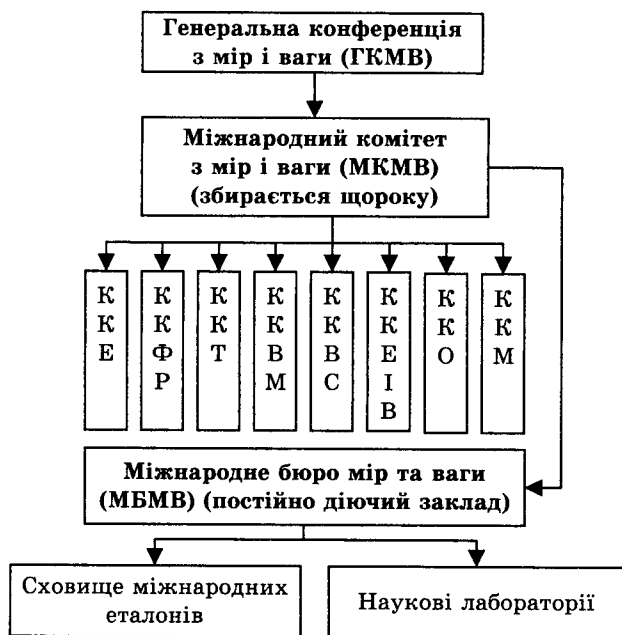 Генеральна конференція
з мір і ваги (ГКМВ)
Міжнародний комітет
з мір і ваги (МКМВ)
(збирається щороку)
ККЕ
ККФР
ККТ
ККВМ
ККВС
ККЕІВ
ККО
ККМ
Міжнародне бюро мір та ваги
(МБМВ) (постійно діючий заклад)
Сховище міжнародних
еталонів
Наукові лабораторії